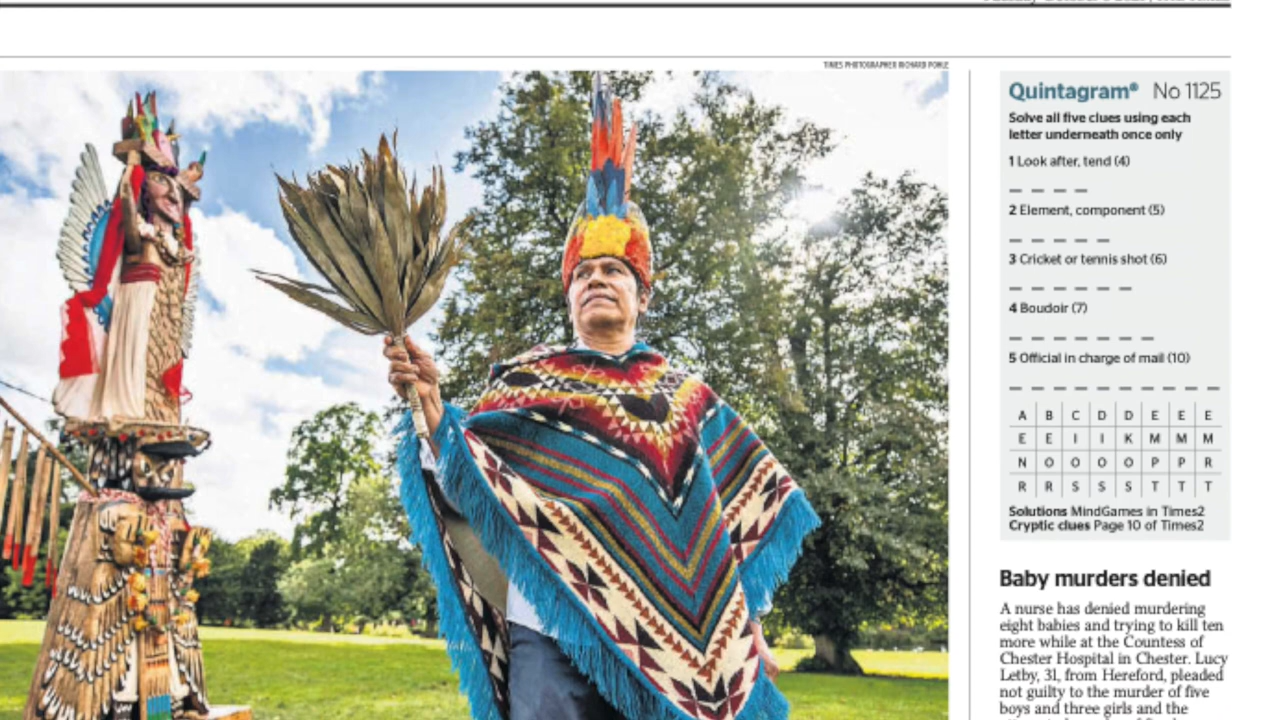 TIMES PHOTOGRAPHER RICHARD POHLE
Quintagram® No 1125
Solve all five clues using each
letter underneath once only
1 Look after, tend (4)
2 Element, component (5)
3 Cricket or tennis shot (6)
4 Boudoir (7)
5 Official in charge of mail (10)
A B C D D E E E
E E I I K M M M
N O O O O P P R
R R S S S T T T
Solutions MindGames in Times2
Cryptic clues Page 10 of Times2
Baby murders denied
A nurse has denied murdering
eight babies and trying to kill ten
more while at the Countess of
Chester Hospital in Chester. Lucy
Letby, 31, from Hereford, pleaded
not guilty to the murder of five
boys and three girls and the